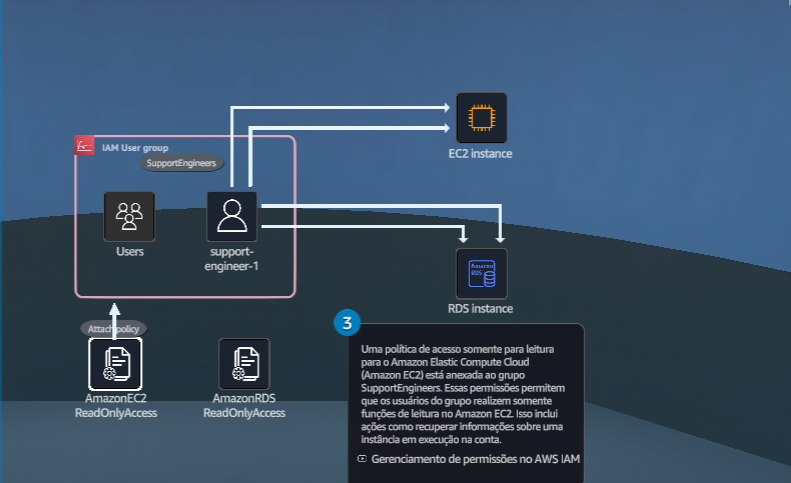 IAM User group
SupportEngineers
EC2 instance
Users
support-
engineer-1
Amazon
RDS
RDS instance
Attach policy
AmazonEC2
ReadOnlyAccess
AmazonRDS
ReadOnlyAccess
3
Uma política de acesso somente para leitura
para o Amazon Elastic Compute Cloud
(Amazon EC2) está anexada ao grupo
SupportEngineers. Essas permissões permitem
que os usuários do grupo realizem somente
funções de leitura no Amazon EC2. Isso inclui
ações como recuperar informações sobre uma
instância em execução na conta.
Gerenciamento de permissões no AWS IAM